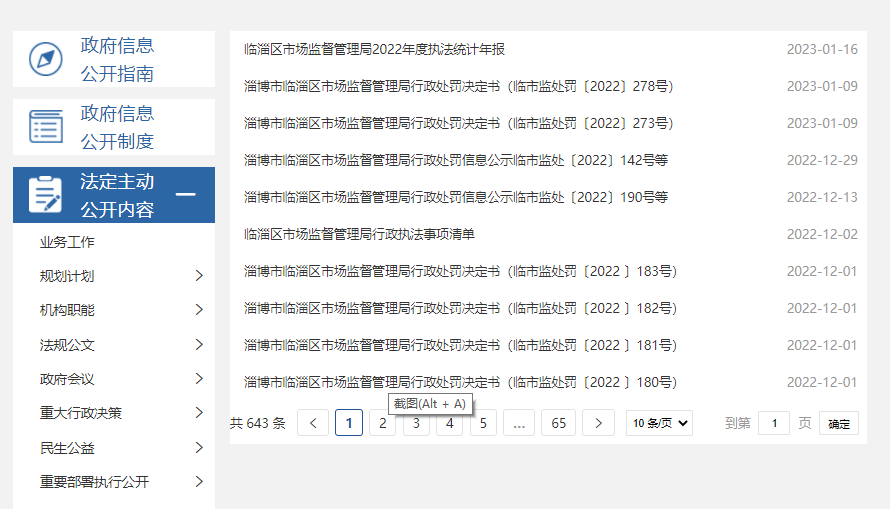 政府信息
公开指南
政府信息
公开制度
法定主动
公开内容
业务工作
规划计划
机构职能
法规公文
政府会议
重大行政决策
民生公益
重要部署执行公开
临淄区市场监督管理局2022年度执法统计年报 2023-01-16
淄博市临淄区市场监督管理局行政处罚决定书（临市监处罚〔2022〕278号） 2023-01-09
淄博市临淄区市场监督管理局行政处罚决定书（临市监处罚〔2022〕273号） 2023-01-09
淄博市临淄区市场监督管理局行政处罚信息公示临市监处〔2022〕142号等 2022-12-29
淄博市临淄区市场监督管理局行政处罚信息公示临市监处〔2022〕190号等 2022-12-13
临淄区市场监督管理局行政执法事项清单 2022-12-02
淄博市临淄区市场监督管理局行政处罚决定书（临市监处罚〔2022 〕183号） 2022-12-01
淄博市临淄区市场监督管理局行政处罚决定书（临市监处罚〔2022 〕182号） 2022-12-01
淄博市临淄区市场监督管理局行政处罚决定书（临市监处罚〔2022 〕181号） 2022-12-01
淄博市临淄区市场监督管理局行政处罚决定书（临市监处罚〔2022 〕180号） 2022-12-01
截图(Alt + A)
共 643 条 1 2 3 4 5 ... 65 10 条/页 到第 1 页 确定